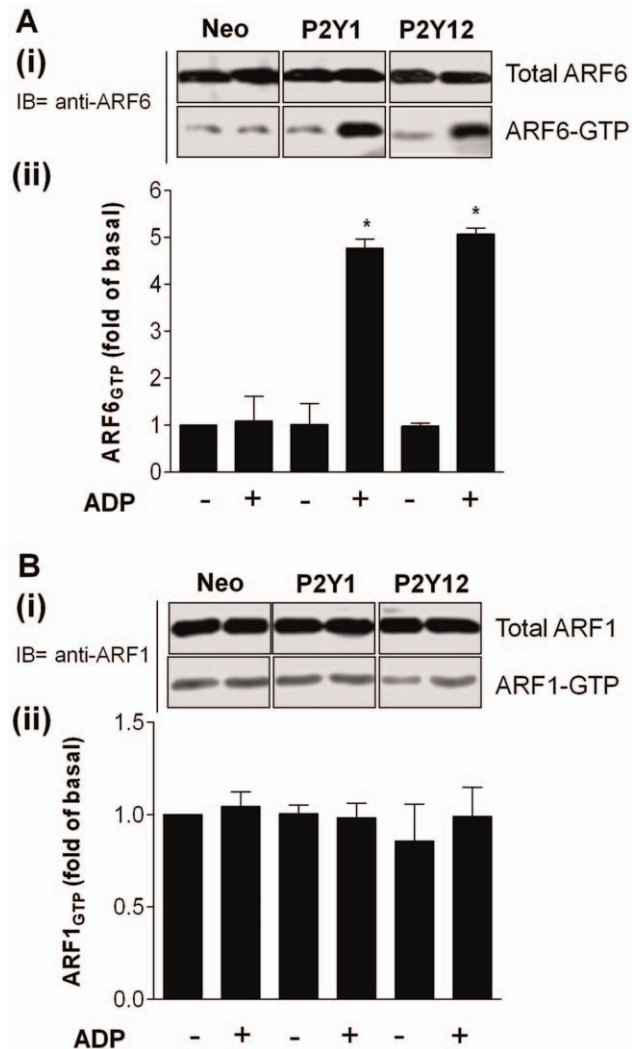 A
Neo P2Y1 P2Y12
(i)
Total ARF6
IB= anti-ARF6
ARF6-GTP
(ii)
ARF6GTP (fold of basal)
6
5
4
3
2
1
0
* *
ADP - + - + - +
B
Neo P2Y1 P2Y12
(i)
Total ARF1
IB= anti-ARF1
ARF1-GTP
(ii)
ARF1GTP (fold of basal)
1.5
1.0
0.5
0.0
ADP - + - + - +